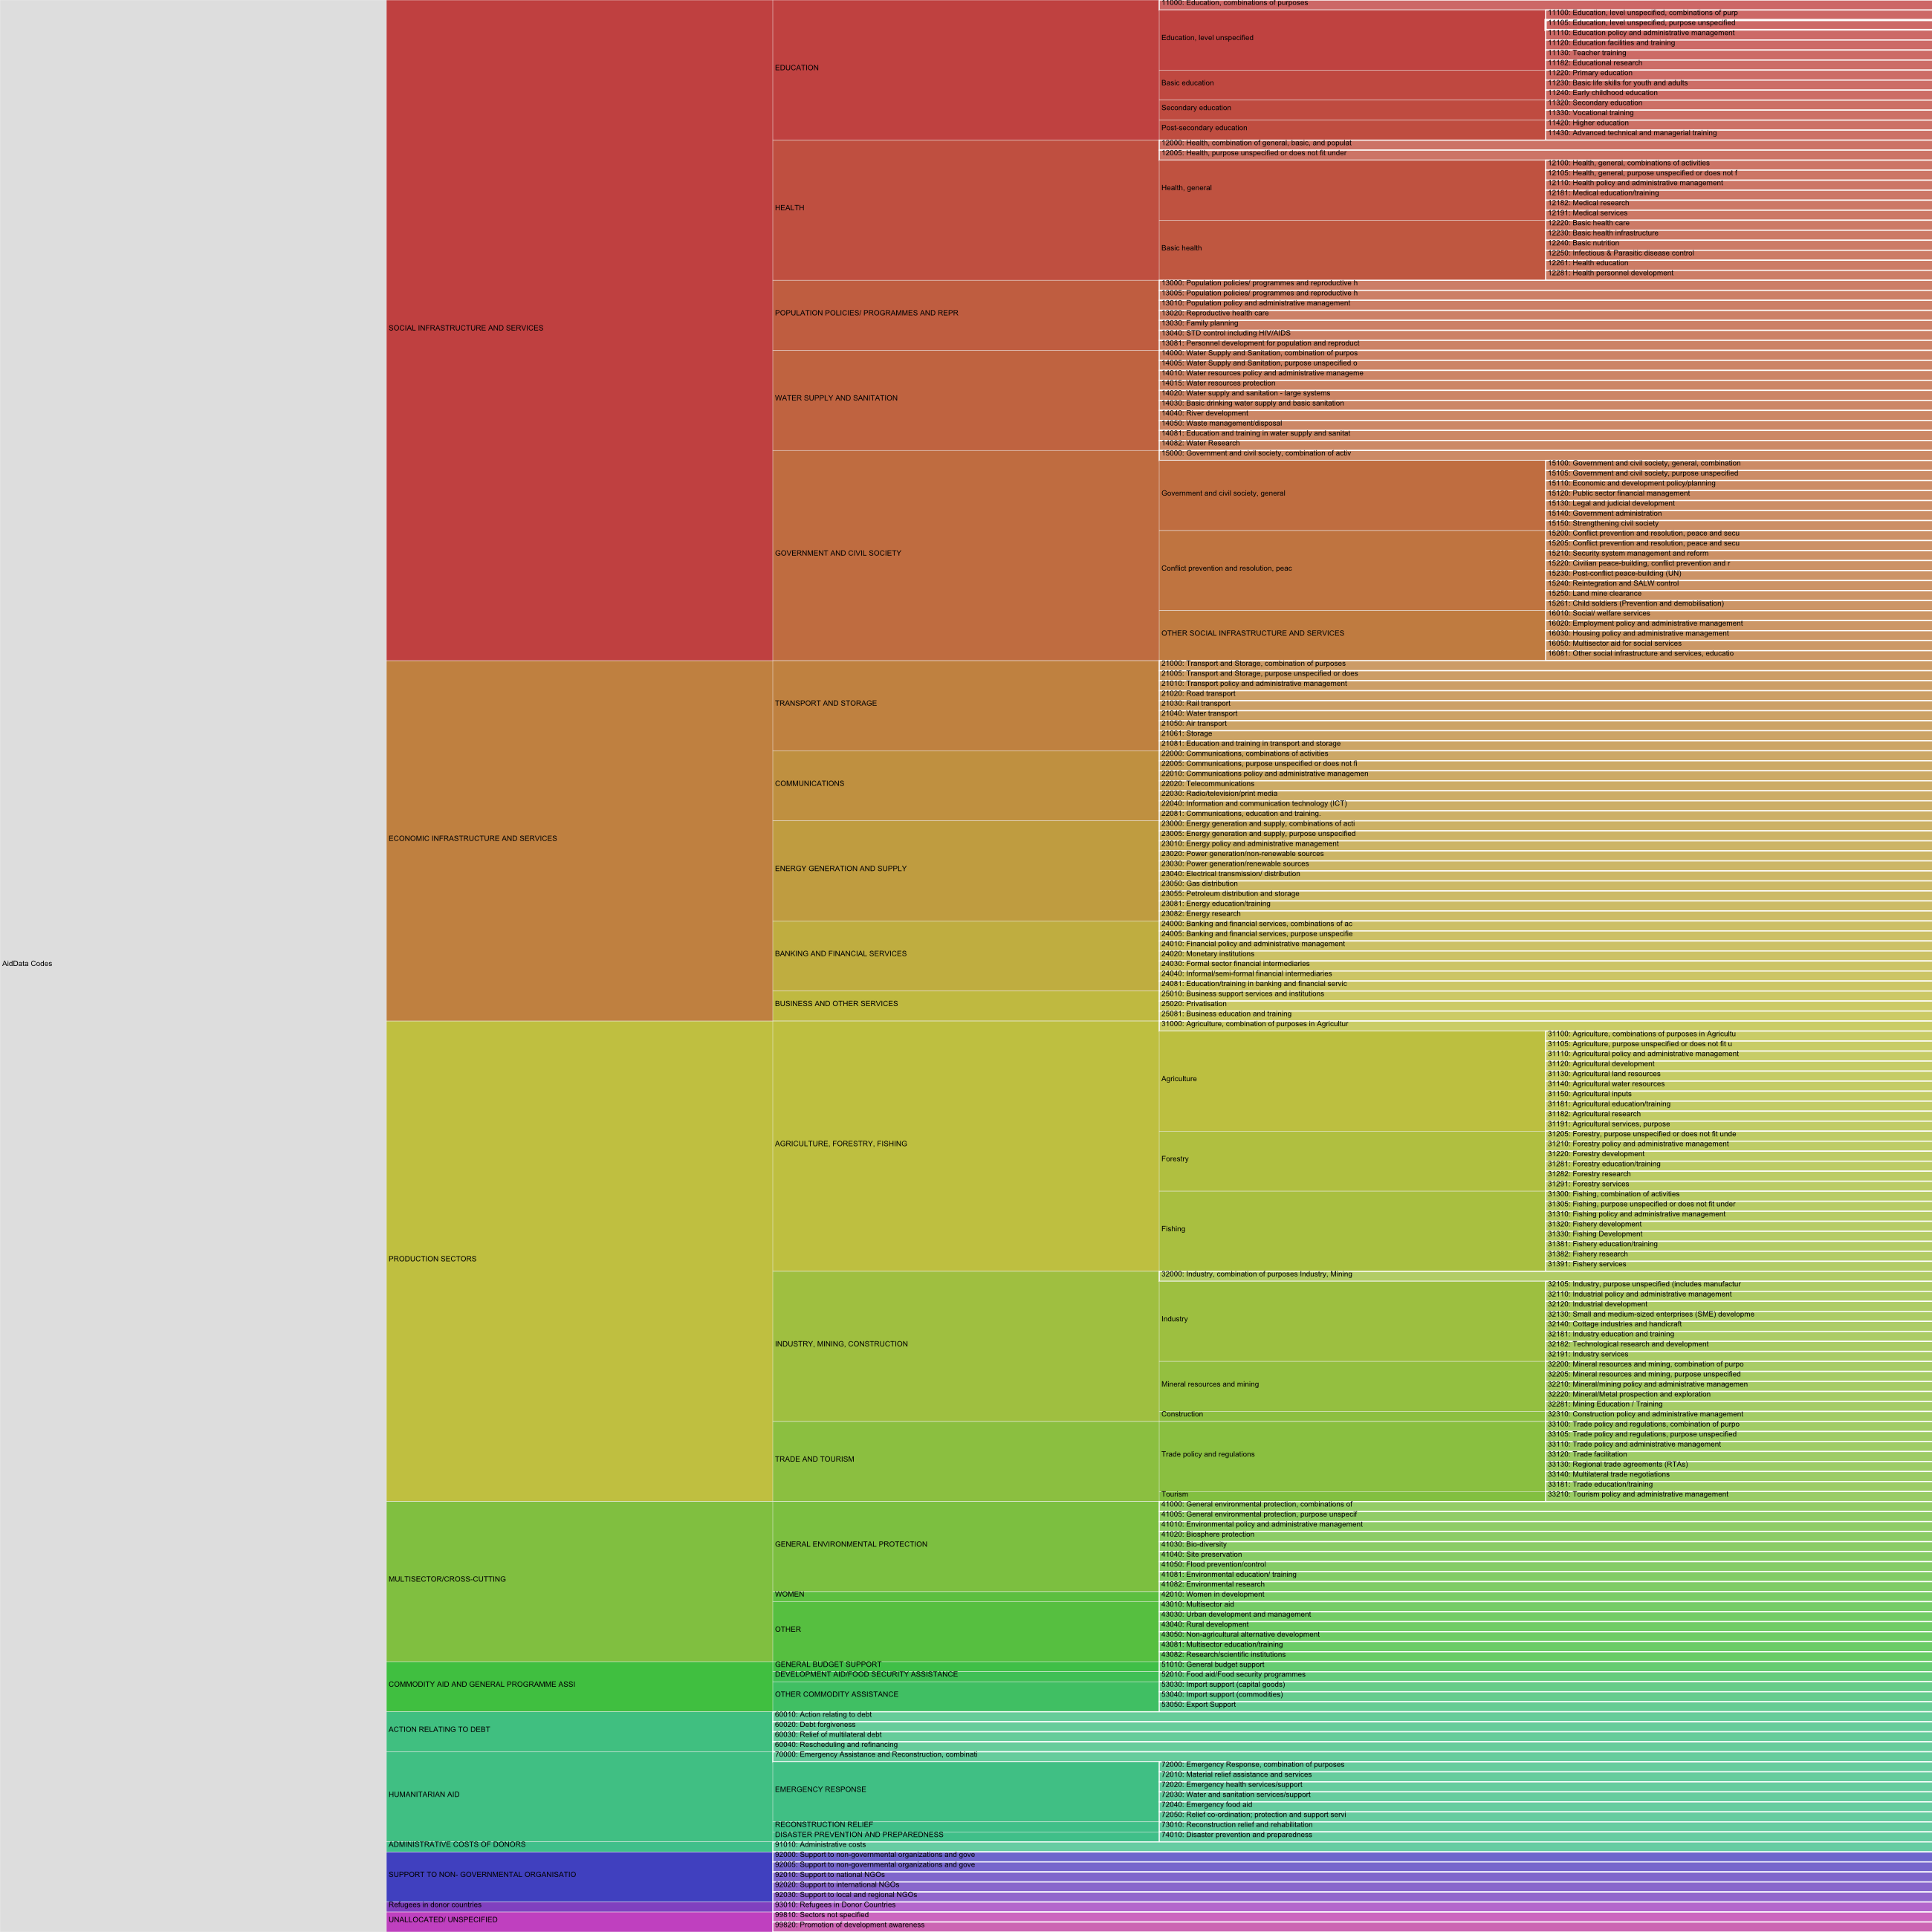 AidData Codes
SOCIAL INFRASTRUCTURE AND SERVICES
EDUCATION
11000: Education, combinations of purposes
Education, level unspecified
11100: Education, level unspecified, combinations of purp
11105: Education, level unspecified, purpose unspecified
11110: Education policy and administrative management
11120: Education facilities and training
11130: Teacher training
11182: Educational research
Basic education
11220: Primary education
11230: Basic life skills for youth and adults
11240: Early childhood education
Secondary education
11320: Secondary education
11330: Vocational training
Post-secondary education
11420: Higher education
11430: Advanced technical and managerial training
HEALTH
12000: Health, combination of general, basic, and populat
12005: Health, purpose unspecified or does not fit under
Health, general
12100: Health, general, combinations of activities
12105: Health, general, purpose unspecified or does not f
12110: Health policy and administrative management
12181: Medical education/training
12182: Medical research
12191: Medical services
Basic health
12220: Basic health care
12230: Basic health infrastructure
12240: Basic nutrition
12250: Infectious & Parasitic disease control
12261: Health education
12281: Health personnel development
POPULATION POLICIES/ PROGRAMMES AND REPR
13000: Population policies/ programmes and reproductive h
13005: Population policies/ programmes and reproductive h
13010: Population policy and administrative management
13020: Reproductive health care
13030: Family planning
13040: STD control including HIV/AIDS
13081: Personnel development for population and reproduct
WATER SUPPLY AND SANITATION
14000: Water Supply and Sanitation, combination of purpos
14005: Water Supply and Sanitation, purpose unspecified o
14010: Water resources policy and administrative manageme
14015: Water resources protection
14020: Water supply and sanitation - large systems
14030: Basic drinking water supply and basic sanitation
14040: River development
14050: Waste management/disposal
14081: Education and training in water supply and sanitat
14082: Water Research
GOVERNMENT AND CIVIL SOCIETY
15000: Government and civil society, combination of activ
Government and civil society, general
15100: Government and civil society, general, combination
15105: Government and civil society, purpose unspecified
15110: Economic and development policy/planning
15120: Public sector financial management
15130: Legal and judicial development
15140: Government administration
15150: Strengthening civil society
Conflict prevention and resolution, peac
15200: Conflict prevention and resolution, peace and secu
15205: Conflict prevention and resolution, peace and secu
15210: Security system management and reform
15220: Civilian peace-building, conflict prevention and r
15230: Post-conflict peace-building (UN)
15240: Reintegration and SALW control
15250: Land mine clearance
15261: Child soldiers (Prevention and demobilisation)
OTHER SOCIAL INFRASTRUCTURE AND SERVICES
16010: Social/ welfare services
16020: Employment policy and administrative management
16030: Housing policy and administrative management
16050: Multisector aid for social services
16081: Other social infrastructure and services, educatio
ECONOMIC INFRASTRUCTURE AND SERVICES
TRANSPORT AND STORAGE
21000: Transport and Storage, combination of purposes
21005: Transport and Storage, purpose unspecified or does
21010: Transport policy and administrative management
21020: Road transport
21030: Rail transport
21040: Water transport
21050: Air transport
21061: Storage
21081: Education and training in transport and storage
COMMUNICATIONS
22000: Communications, combinations of activities
22005: Communications, purpose unspecified or does not fi
22010: Communications policy and administrative managemen
22020: Telecommunications
22030: Radio/television/print media
22040: Information and communication technology (ICT)
22081: Communications, education and training.
ENERGY GENERATION AND SUPPLY
23000: Energy generation and supply, combinations of acti
23005: Energy generation and supply, purpose unspecified
23010: Energy policy and administrative management
23020: Power generation/non-renewable sources
23030: Power generation/renewable sources
23040: Electrical transmission/ distribution
23050: Gas distribution
23055: Petroleum distribution and storage
23081: Energy education/training
23082: Energy research
BANKING AND FINANCIAL SERVICES
24000: Banking and financial services, combinations of ac
24005: Banking and financial services, purpose unspecifie
24010: Financial policy and administrative management
24020: Monetary institutions
24030: Formal sector financial intermediaries
24040: Informal/semi-formal financial intermediaries
24081: Education/training in banking and financial servic
BUSINESS AND OTHER SERVICES
25010: Business support services and institutions
25020: Privatisation
25081: Business education and training
PRODUCTION SECTORS
AGRICULTURE, FORESTRY, FISHING
31000: Agriculture, combination of purposes in Agricultur
Agriculture
31100: Agriculture, combinations of purposes in Agricultu
31105: Agriculture, purpose unspecified or does not fit u
31110: Agricultural policy and administrative management
31120: Agricultural development
31130: Agricultural land resources
31140: Agricultural water resources
31150: Agricultural inputs
31181: Agricultural education/training
31182: Agricultural research
31191: Agricultural services, purpose
Forestry
31205: Forestry, purpose unspecified or does not fit unde
31210: Forestry policy and administrative management
31220: Forestry development
31281: Forestry education/training
31282: Forestry research
31291: Forestry services
Fishing
31300: Fishing, combination of activities
31305: Fishing, purpose unspecified or does not fit under
31310: Fishing policy and administrative management
31320: Fishery development
31330: Fishing Development
31381: Fishery education/training
31382: Fishery research
31391: Fishery services
INDUSTRY, MINING, CONSTRUCTION
32000: Industry, combination of purposes Industry, Mining
Industry
32105: Industry, purpose unspecified (includes manufactur
32110: Industrial policy and administrative management
32120: Industrial development
32130: Small and medium-sized enterprises (SME) developme
32140: Cottage industries and handicraft
32181: Industry education and training
32182: Technological research and development
32191: Industry services
Mineral resources and mining
32200: Mineral resources and mining, combination of purpo
32205: Mineral resources and mining, purpose unspecified
32210: Mineral/mining policy and administrative managemen
32220: Mineral/Metal prospection and exploration
32281: Mining Education / Training
Construction
32310: Construction policy and administrative management
TRADE AND TOURISM
Trade policy and regulations
33100: Trade policy and regulations, combination of purpo
33105: Trade policy and regulations, purpose unspecified
33110: Trade policy and administrative management
33120: Trade facilitation
33130: Regional trade agreements (RTAs)
33140: Multilateral trade negotiations
33181: Trade education/training
Tourism
33210: Tourism policy and administrative management
MULTISECTOR/CROSS-CUTTING
GENERAL ENVIRONMENTAL PROTECTION
41000: General environmental protection, combinations of
41005: General environmental protection, purpose unspecif
41010: Environmental policy and administrative management
41020: Biosphere protection
41030: Bio-diversity
41040: Site preservation
41050: Flood prevention/control
41081: Environmental education/ training
41082: Environmental research
WOMEN
42010: Women in development
OTHER
43010: Multisector aid
43030: Urban development and management
43040: Rural development
43050: Non-agricultural alternative development
43081: Multisector education/training
43082: Research/scientific institutions
COMMODITY AID AND GENERAL PROGRAMME ASSI
GENERAL BUDGET SUPPORT
51010: General budget support
DEVELOPMENT AID/FOOD SECURITY ASSISTANCE
52010: Food aid/Food security programmes
OTHER COMMODITY ASSISTANCE
53030: Import support (capital goods)
53040: Import support (commodities)
53050: Export Support
ACTION RELATING TO DEBT
60010: Action relating to debt
60020: Debt forgiveness
60030: Relief of multilateral debt
60040: Rescheduling and refinancing
HUMANITARIAN AID
70000: Emergency Assistance and Reconstruction, combinati
EMERGENCY RESPONSE
72000: Emergency Response, combination of purposes
72010: Material relief assistance and services
72020: Emergency health services/support
72030: Water and sanitation services/support
72040: Emergency food aid
72050: Relief co-ordination; protection and support servi
RECONSTRUCTION RELIEF
73010: Reconstruction relief and rehabilitation
DISASTER PREVENTION AND PREPAREDNESS
74010: Disaster prevention and preparedness
ADMINISTRATIVE COSTS OF DONORS
91010: Administrative costs
SUPPORT TO NON- GOVERNMENTAL ORGANISATIO
92000: Support to non-governmental organizations and gove
92005: Support to non-governmental organizations and gove
92010: Support to national NGOs
92020: Support to international NGOs
92030: Support to local and regional NGOs
Refugees in donor countries
93010: Refugees in Donor Countries
UNALLOCATED/ UNSPECIFIED
99810: Sectors not specified
99820: Promotion of development awareness